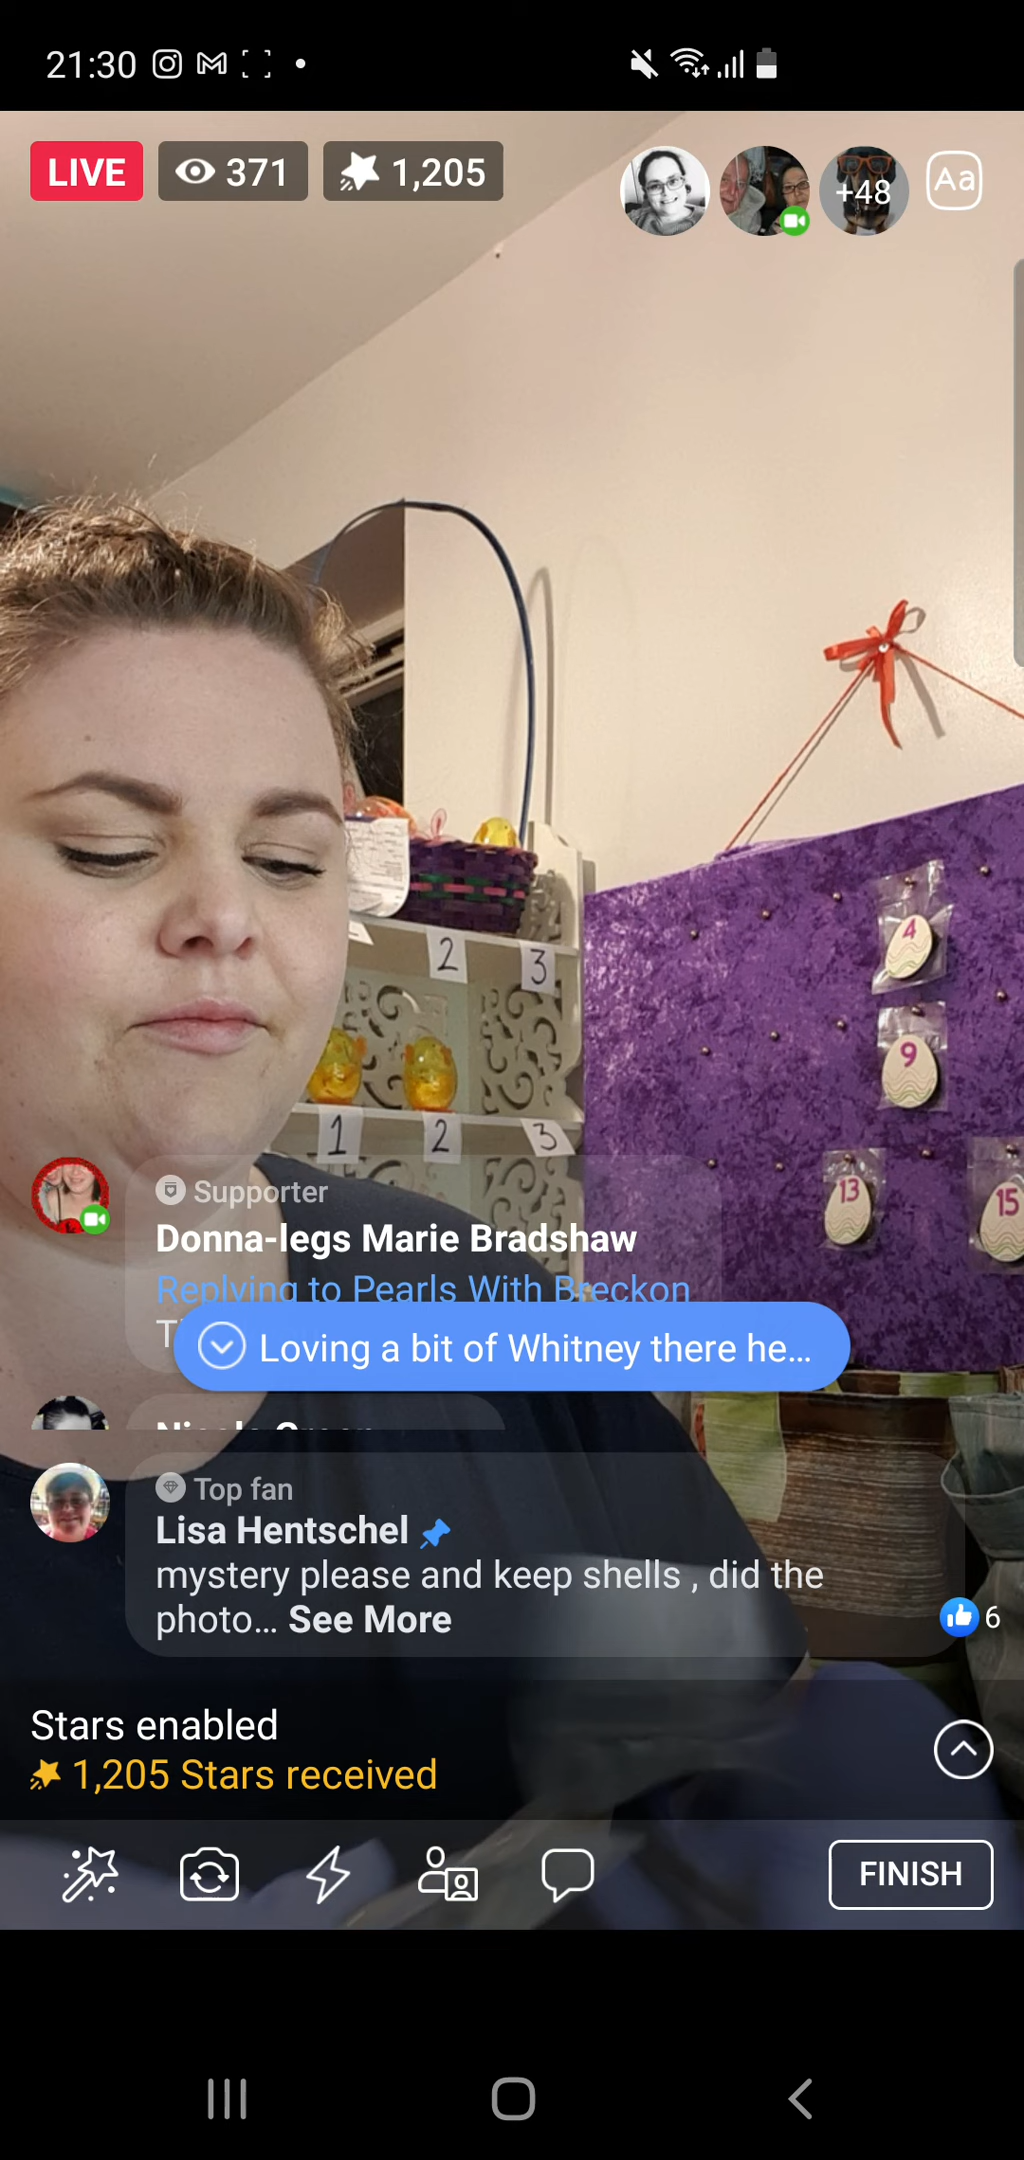 21:30
LIVE 371 1,205
+48 Aa
2 3
4
9
1 2 3
13 15
Supporter
Donna-legs Marie Bradshaw
Replying to Pearls With Breckon
Loving a bit of Whitney there he...
Top fan
Lisa Hentschel
mystery please and keep shells , did the
photo... See More
6
Stars enabled
1,205 Stars received
FINISH